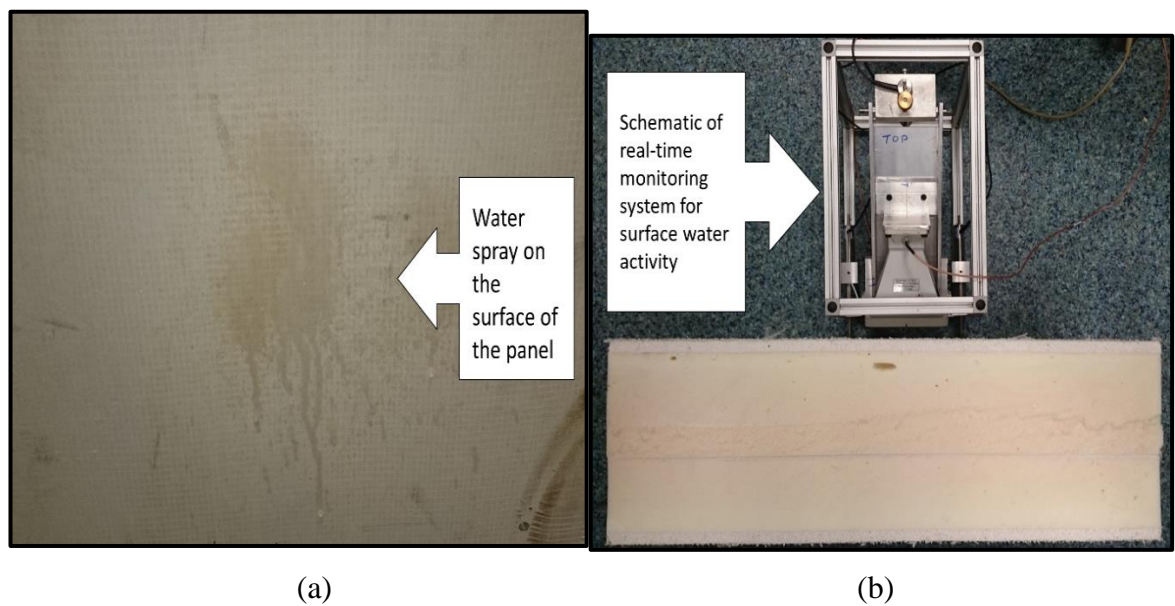 Water
spray on
the
surface of
the panel
Schematic of
real-time
monitoring
system for
surface water
activity
TOP
(a)
(b)